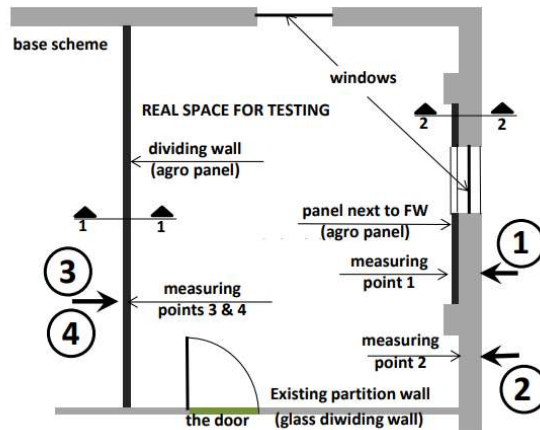 base scheme
windows
REAL SPACE FOR TESTING
2 2
dividing wall
(agro panel)
panel next to FW
(agro panel)
1 1
1
3
measuring
point 1
measuring
points 3 & 4
4
measuring
point 2
2
Existing partition wall
the door (glass diwiding wall)